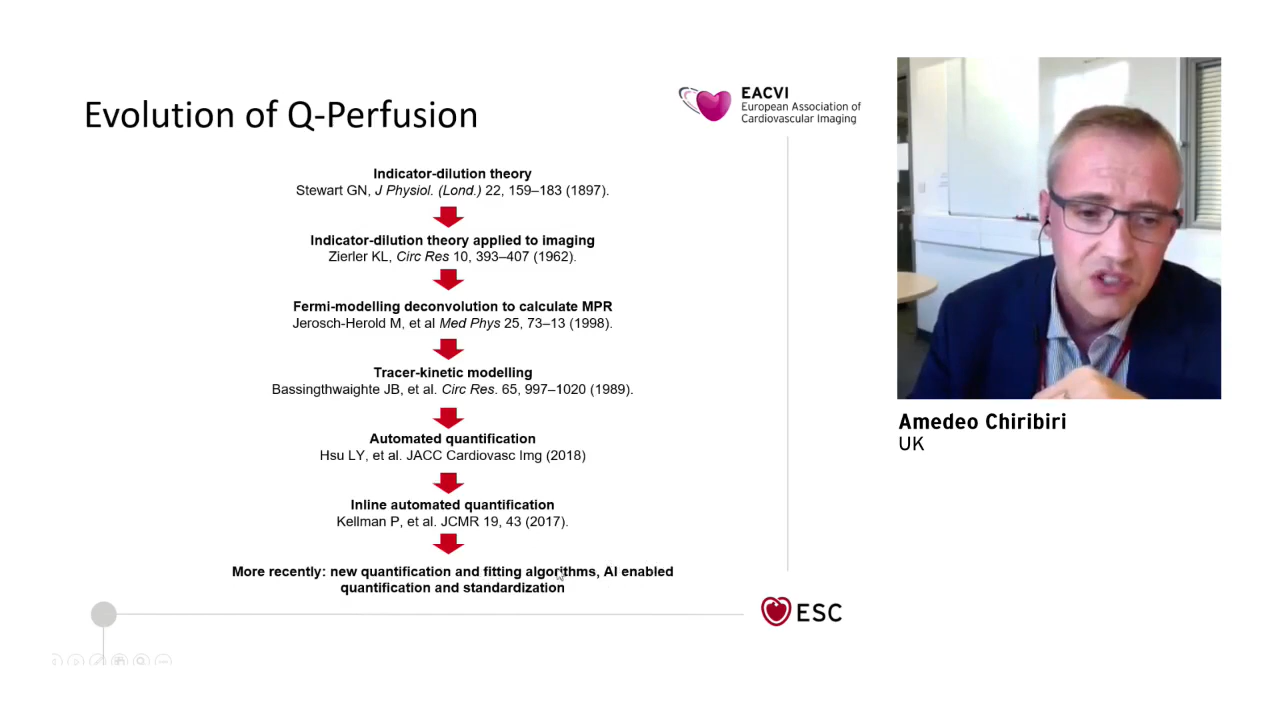 Evolution of Q-Perfusion
EACVI
European Association of
Cardiovascular Imaging
Indicator-dilution theory
Stewart GN, J Physiol. (Lond.) 22, 159–183 (1897).
Indicator-dilution theory applied to imaging
Zierler KL, Circ Res 10, 393–407 (1962).
Fermi-modelling deconvolution to calculate MPR
Jerosch-Herold M, et al Med Phys 25, 73–13 (1998).
Tracer-kinetic modelling
Bassingthwaighte JB, et al. Circ Res. 65, 997–1020 (1989).
Automated quantification
Hsu LY, et al. JACC Cardiovasc Img (2018)
Inline automated quantification
Kellman P, et al. JCMR 19, 43 (2017).
More recently: new quantification and fitting algorithms, AI enabled
quantification and standardization
ESC
Amedeo Chiribiri
UK